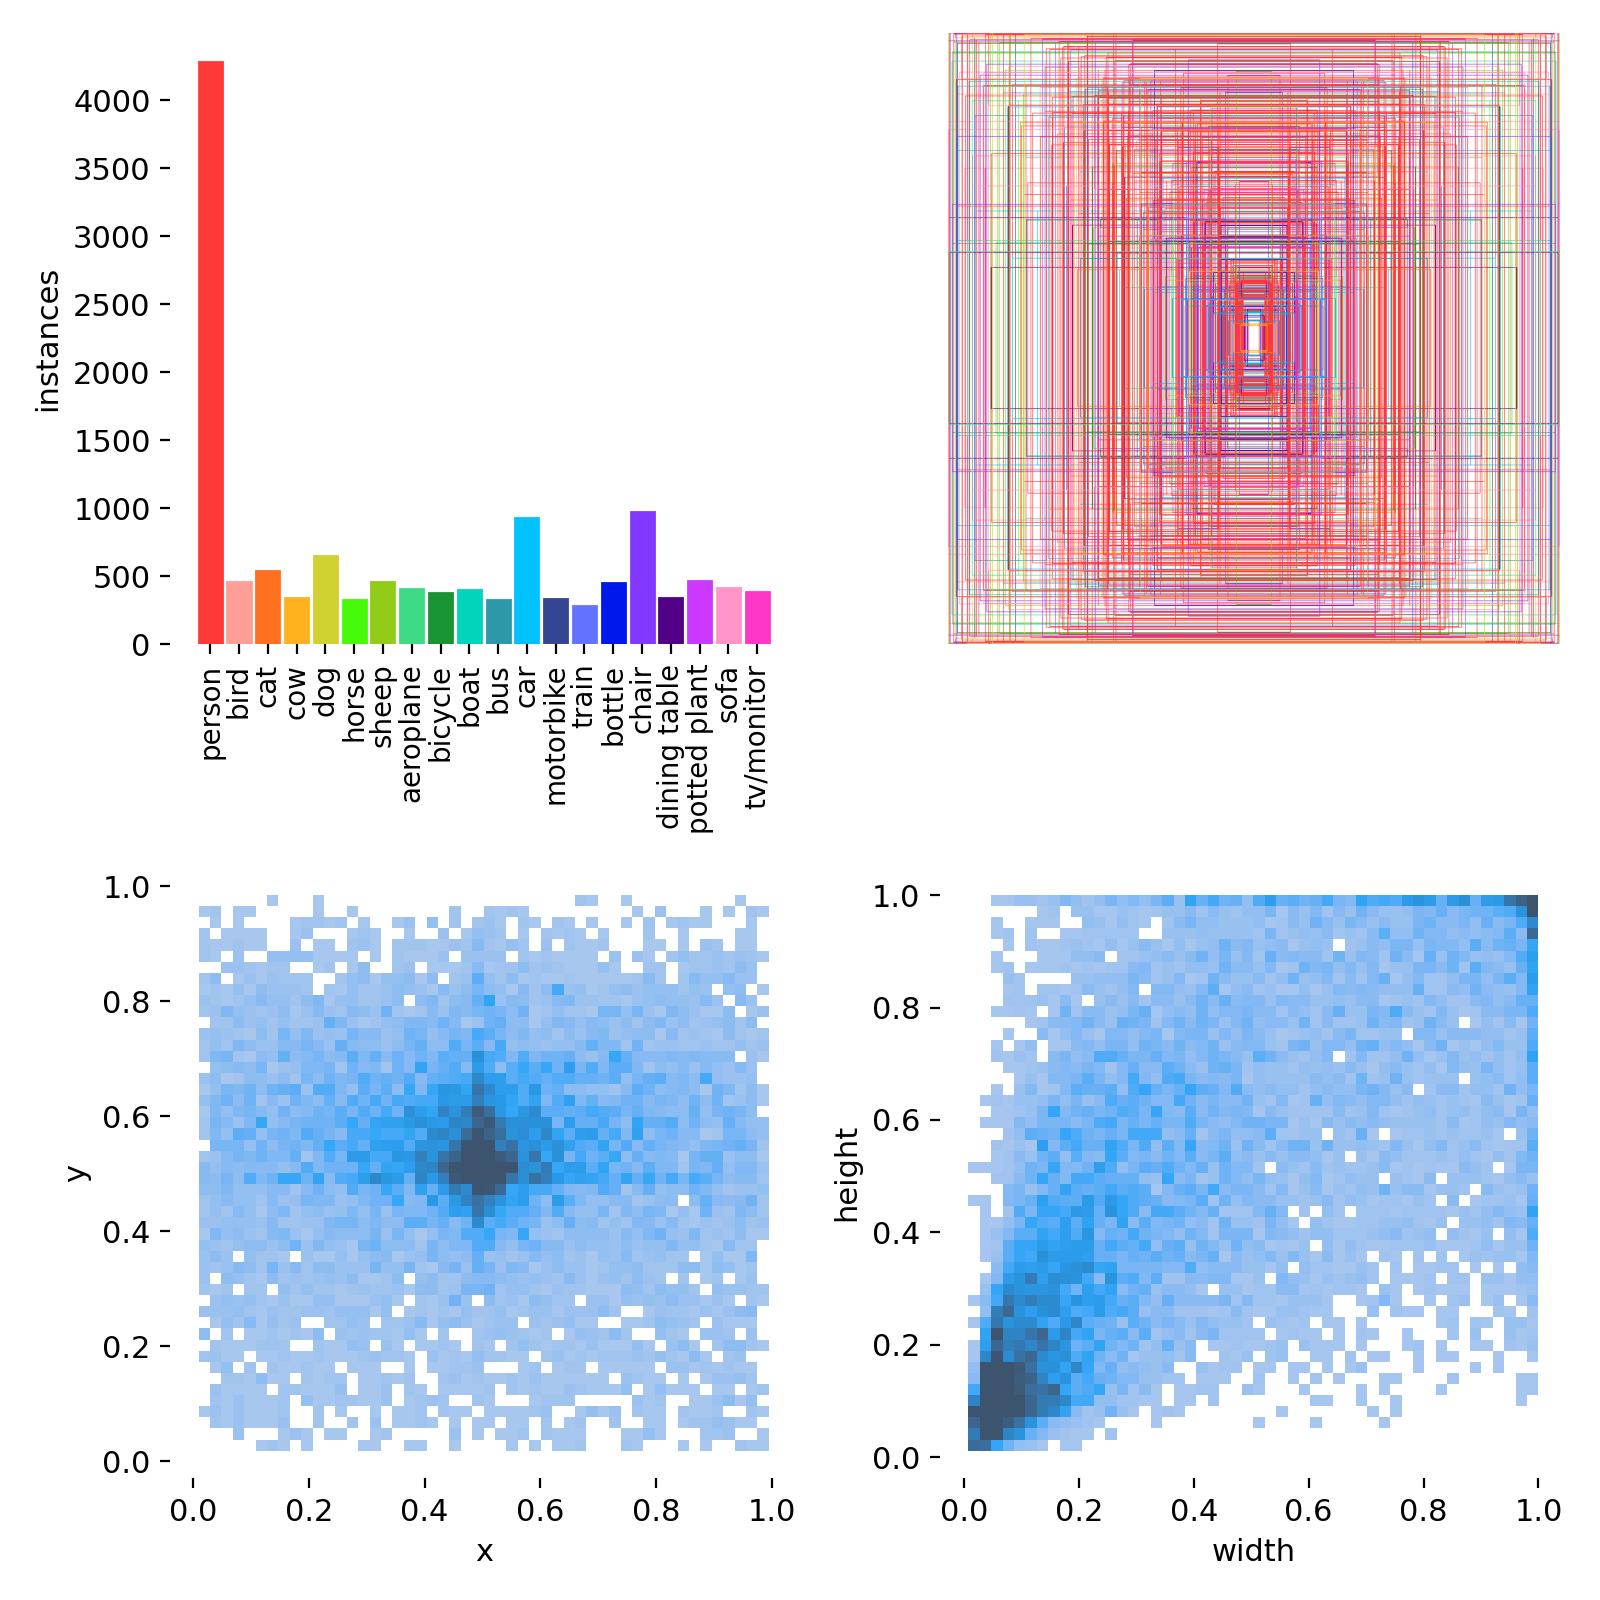 instances
4000
3500
3000
2500
2000
1500
1000
500
0
person
bird
cat
cow
dog
horse
sheep
aeroplane
bicycle
boat
bus
car
motorbike
train
bottle
chair
dining table
potted plant
sofa
tv/monitor
y
1.0
0.8
0.6
0.4
0.2
0.0
0.0 0.2 0.4 0.6 0.8 1.0
x
height
1.0
0.8
0.6
0.4
0.2
0.0
0.0 0.2 0.4 0.6 0.8 1.0
width